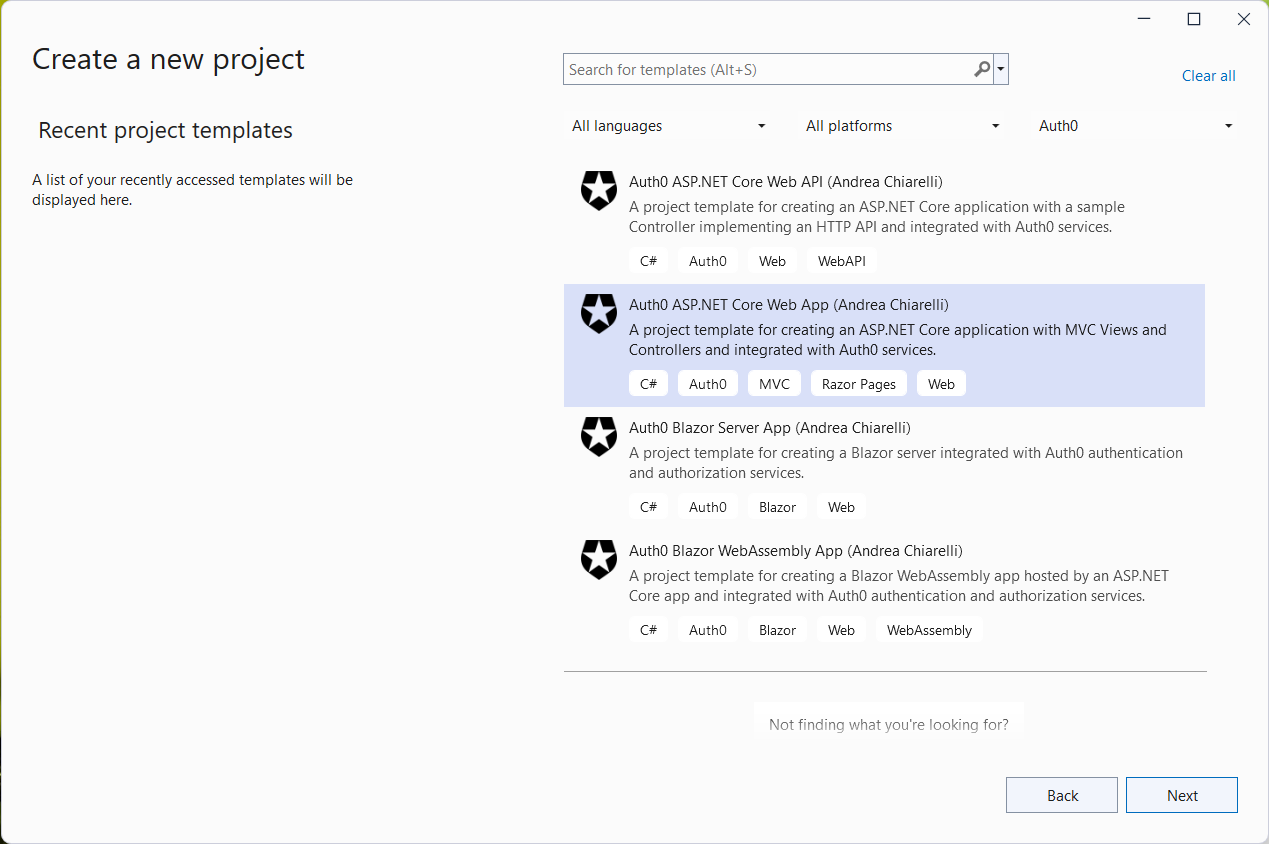 Create a new project
Search for templates (Alt+S)
Clear all
Recent project templates
All languages
All platforms
Auth0
A list of your recently accessed templates will be
displayed here.
Auth0 ASP.NET Core Web API (Andrea Chiarelli)
A project template for creating an ASP.NET Core application with a sample
Controller implementing an HTTP API and integrated with Auth0 services.
C# Auth0 Web WebAPI
Auth0 ASP.NET Core Web App (Andrea Chiarelli)
A project template for creating an ASP.NET Core application with MVC Views and
Controllers and integrated with Auth0 services.
C# Auth0 MVC Razor Pages Web
Auth0 Blazor Server App (Andrea Chiarelli)
A project template for creating a Blazor server integrated with Auth0 authentication
and authorization services.
C# Auth0 Blazor Web
Auth0 Blazor WebAssembly App (Andrea Chiarelli)
A project template for creating a Blazor WebAssembly app hosted by an ASP.NET
Core app and integrated with Auth0 authentication and authorization services.
C# Auth0 Blazor Web WebAssembly
Not finding what you're looking for?
Back
Next